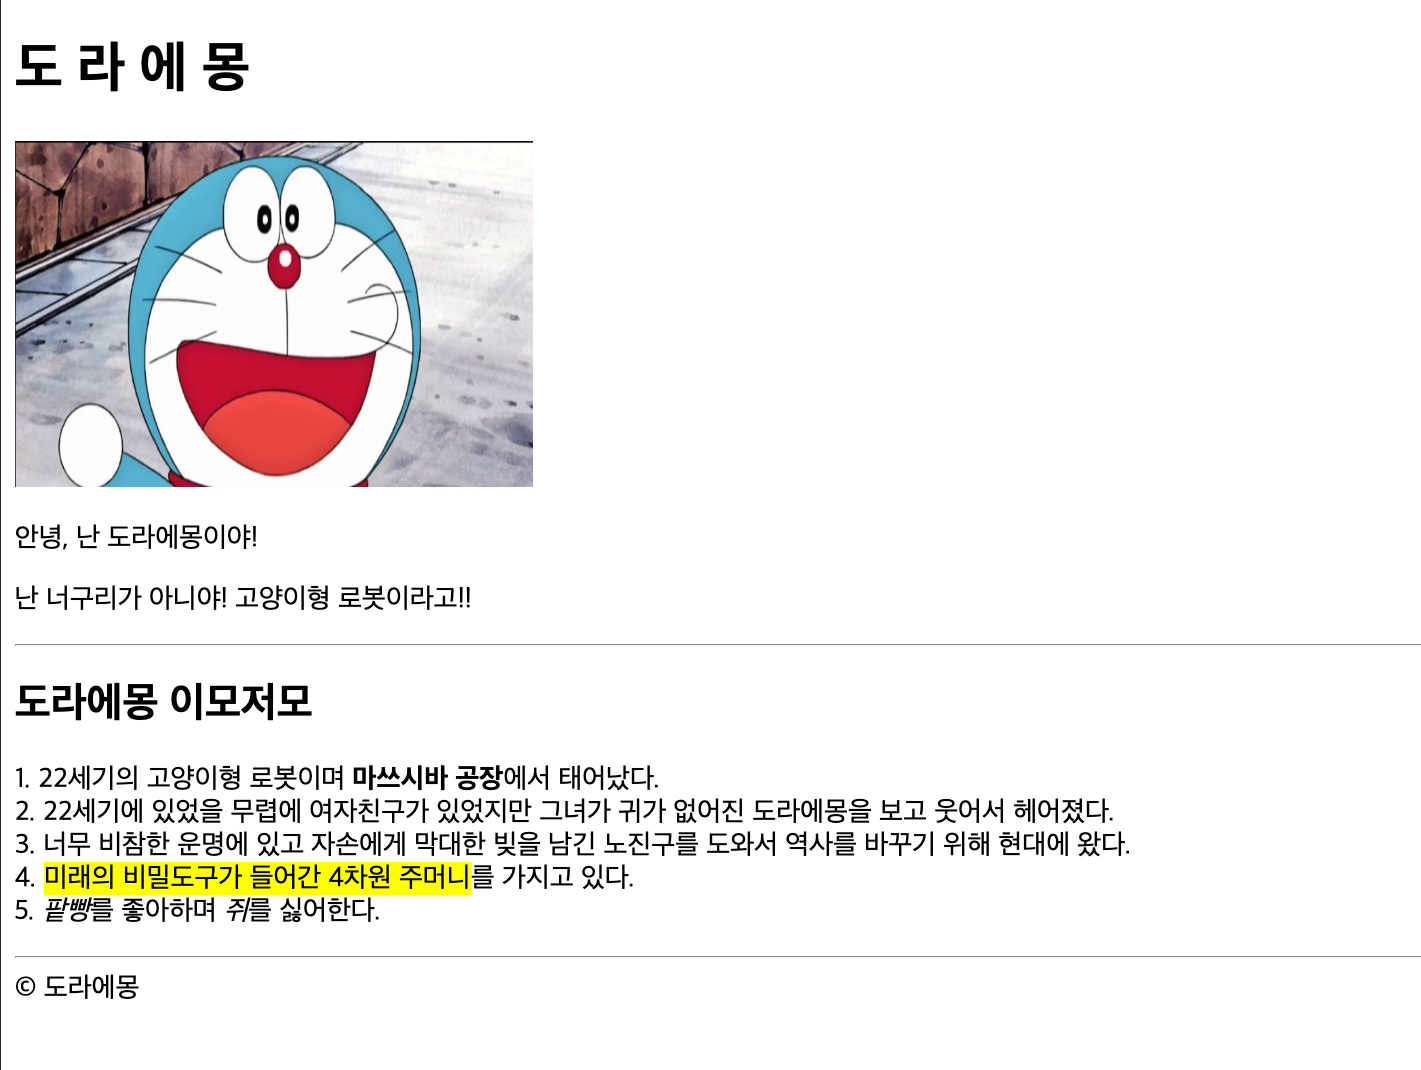 도 라 에 몽
안녕, 난 도라에몽이야!
난 너구리가 아니야! 고양이형 로봇이라고!!
도라에몽 이모저모
1. 22세기의 고양이형 로봇이며 마쓰시바 공장에서 태어났다.
2. 22세기에 있었을 무렵에 여자친구가 있었지만 그녀가 귀가 없어진 도라에몽을 보고 웃어서 헤어졌다.
3. 너무 비참한 운명에 있고 자손에게 막대한 빚을 남긴 노진구를 도와서 역사를 바꾸기 위해 현대에 왔다.
4. 미래의 비밀도구가 들어간 4차원 주머니를 가지고 있다.
5. 팥빵를 좋아하며 쥐를 싫어한다.
© 도라에몽